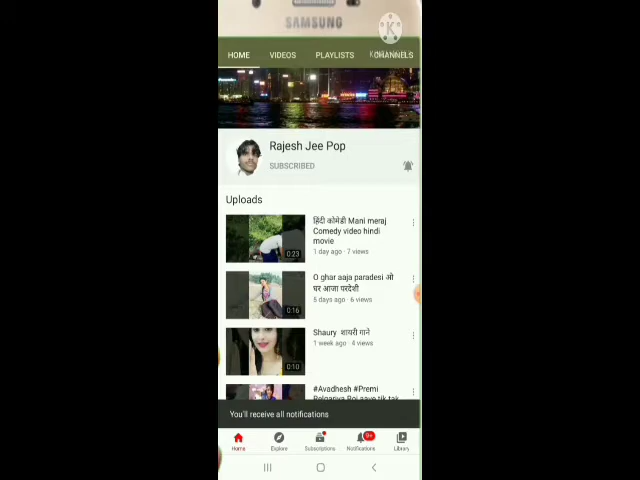 SAMSUNG
HOME VIDEOS PLAYLISTS CHANNELS
Rajesh Jee Pop
SUBSCRIBED
Uploads
हिंदी कोमेडी Mani meraj
Comedy video hindi
movie
1 day ago · 7 views
0:23
O ghar aaja paradesi ओ
घर आजा परदेशी
5 days ago · 6 views
0:16
Shaury शायरी गाने
1 week ago · 4 views
0:10
#Avadhesh #Premi
You'll receive all notifications
9+
Home Explore Subscriptions Notifications Library